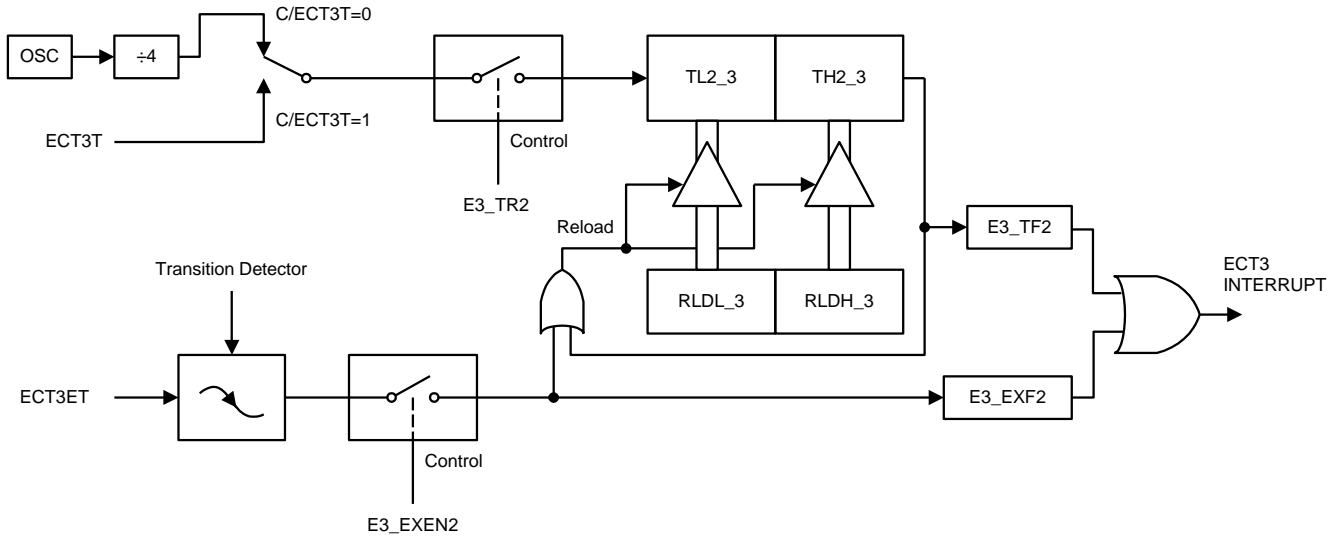 C/ECT3T=0
OSC
÷4
TL2_3
TH2_3
C/ECT3T=1
ECT3T
Control
E3_TR2
Reload
E3_TF2
Transition Detector
ECT3
INTERRUPT
RLDL_3
RLDH_3
ECT3ET
E3_EXF2
Control
E3_EXEN2